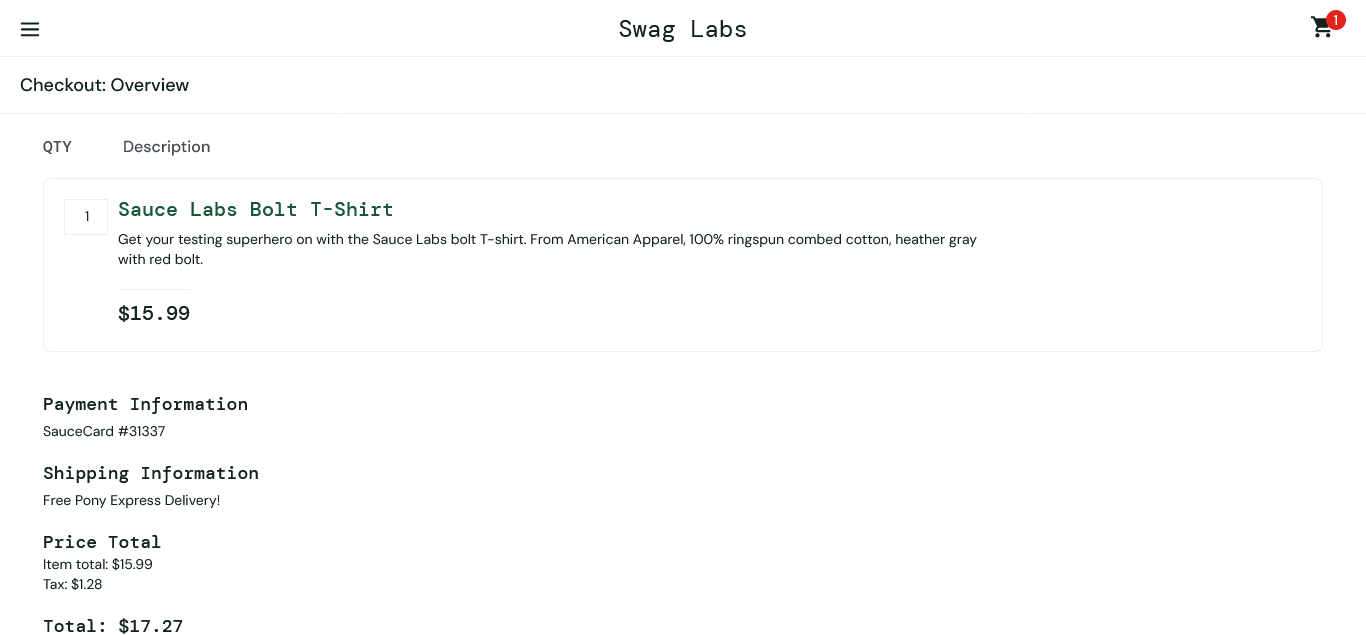 Swag Labs
1
Checkout: Overview
QTY Description
1
Sauce Labs Bolt T-Shirt
Get your testing superhero on with the Sauce Labs bolt T-shirt. From American Apparel, 100% ringspun combed cotton, heather gray
with red bolt.
$15.99
Payment Information
SauceCard #31337
Shipping Information
Free Pony Express Delivery!
Price Total
Item total: $15.99
Tax: $1.28
Total: $17.27